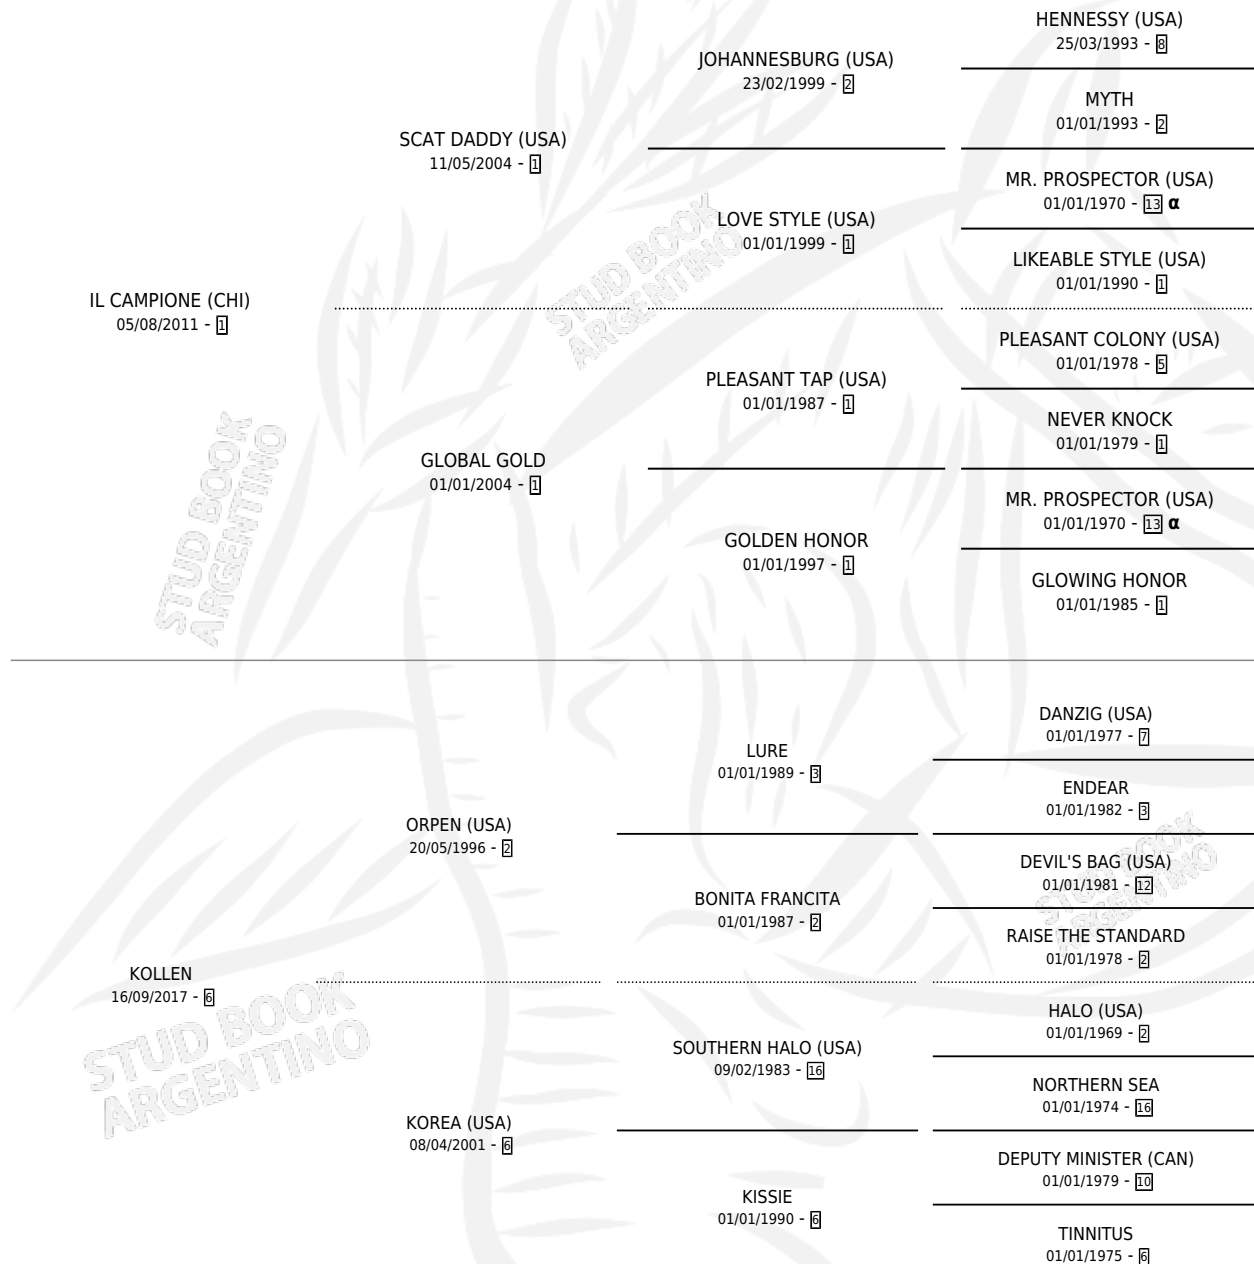 HENNESSY (USA)
25/03/1993 - 8
JOHANNESBURG (USA)
23/02/1999 - 2
MYTH
01/01/1993 - 2
SCAT DADDY (USA)
11/05/2004 - 1
MR. PROSPECTOR (USA)
01/01/1970 - 13 α
LOVE STYLE (USA)
01/01/1999 - 1
LIKEABLE STYLE (USA)
01/01/1990 - 1
IL CAMPIONE (CHI)
05/08/2011 - 1
PLEASANT COLONY (USA)
01/01/1978 - 5
PLEASANT TAP (USA)
01/01/1987 - 1
NEVER KNOCK
01/01/1979 - 1
GLOBAL GOLD
01/01/2004 - 1
MR. PROSPECTOR (USA)
01/01/1970 - 13 α
GOLDEN HONOR
01/01/1997 - 1
GLOWING HONOR
01/01/1985 - 1
DANZIG (USA)
01/01/1977 - 7
LURE
01/01/1989 - 3
ENDEAR
01/01/1982 - 3
ORPEN (USA)
20/05/1996 - 2
DEVIL'S BAG (USA)
01/01/1981 - 12
BONITA FRANCITA
01/01/1987 - 2
RAISE THE STANDARD
01/01/1978 - 2
KOLLEN
16/09/2017 - 6
HALO (USA)
01/01/1969 - 2
SOUTHERN HALO (USA)
09/02/1983 - 16
NORTHERN SEA
01/01/1974 - 16
KOREA (USA)
08/04/2001 - 6
DEPUTY MINISTER (CAN)
01/01/1979 - 10
KISSIE
01/01/1990 - 6
TINNITUS
01/01/1975 - 6
STUD BOOK
ARGENTINO
STUD BOOK
ARGENTINO
STUD BOOK
ARGENTINO
STUD BOOK
ARGENTINO